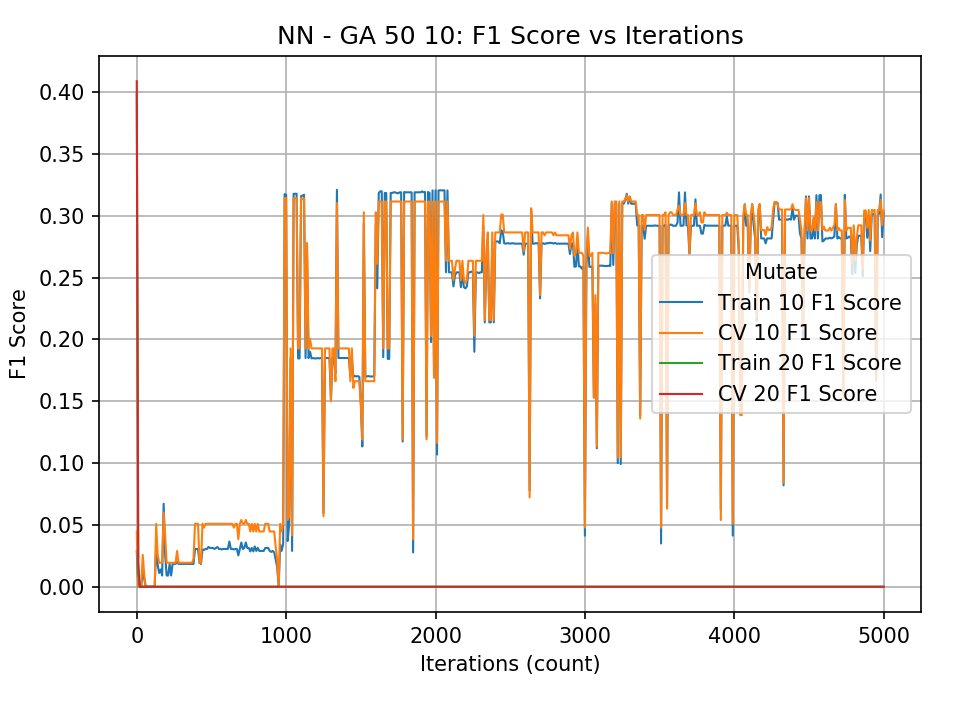 NN - GA 50 10: F1 Score vs Iterations
F1 Score
0.40
0.35
0.30
0.25
0.20
0.15
0.10
0.05
0.00
Mutate
Train 10 F1 Score
CV 10 F1 Score
Train 20 F1 Score
CV 20 F1 Score
0
1000
2000
3000
4000
5000
Iterations (count)